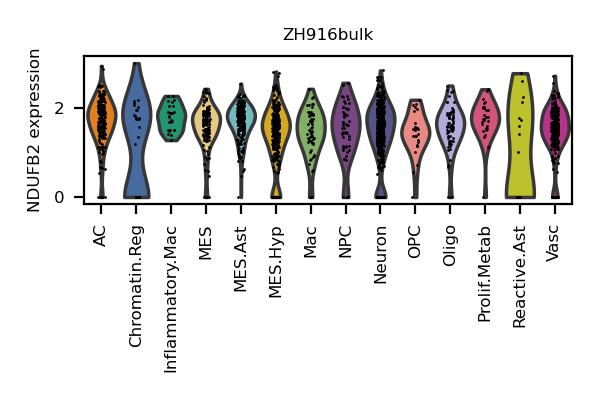 ZH916bulk
NDUFB2 expression
2
0
AC
Chromatin.Reg
Inflammatory.Mac
MES
MES.Ast
MES.Hyp
Mac
NPC
Neuron
OPC
Oligo
Prolif.Metab
Reactive.Ast
Vasc